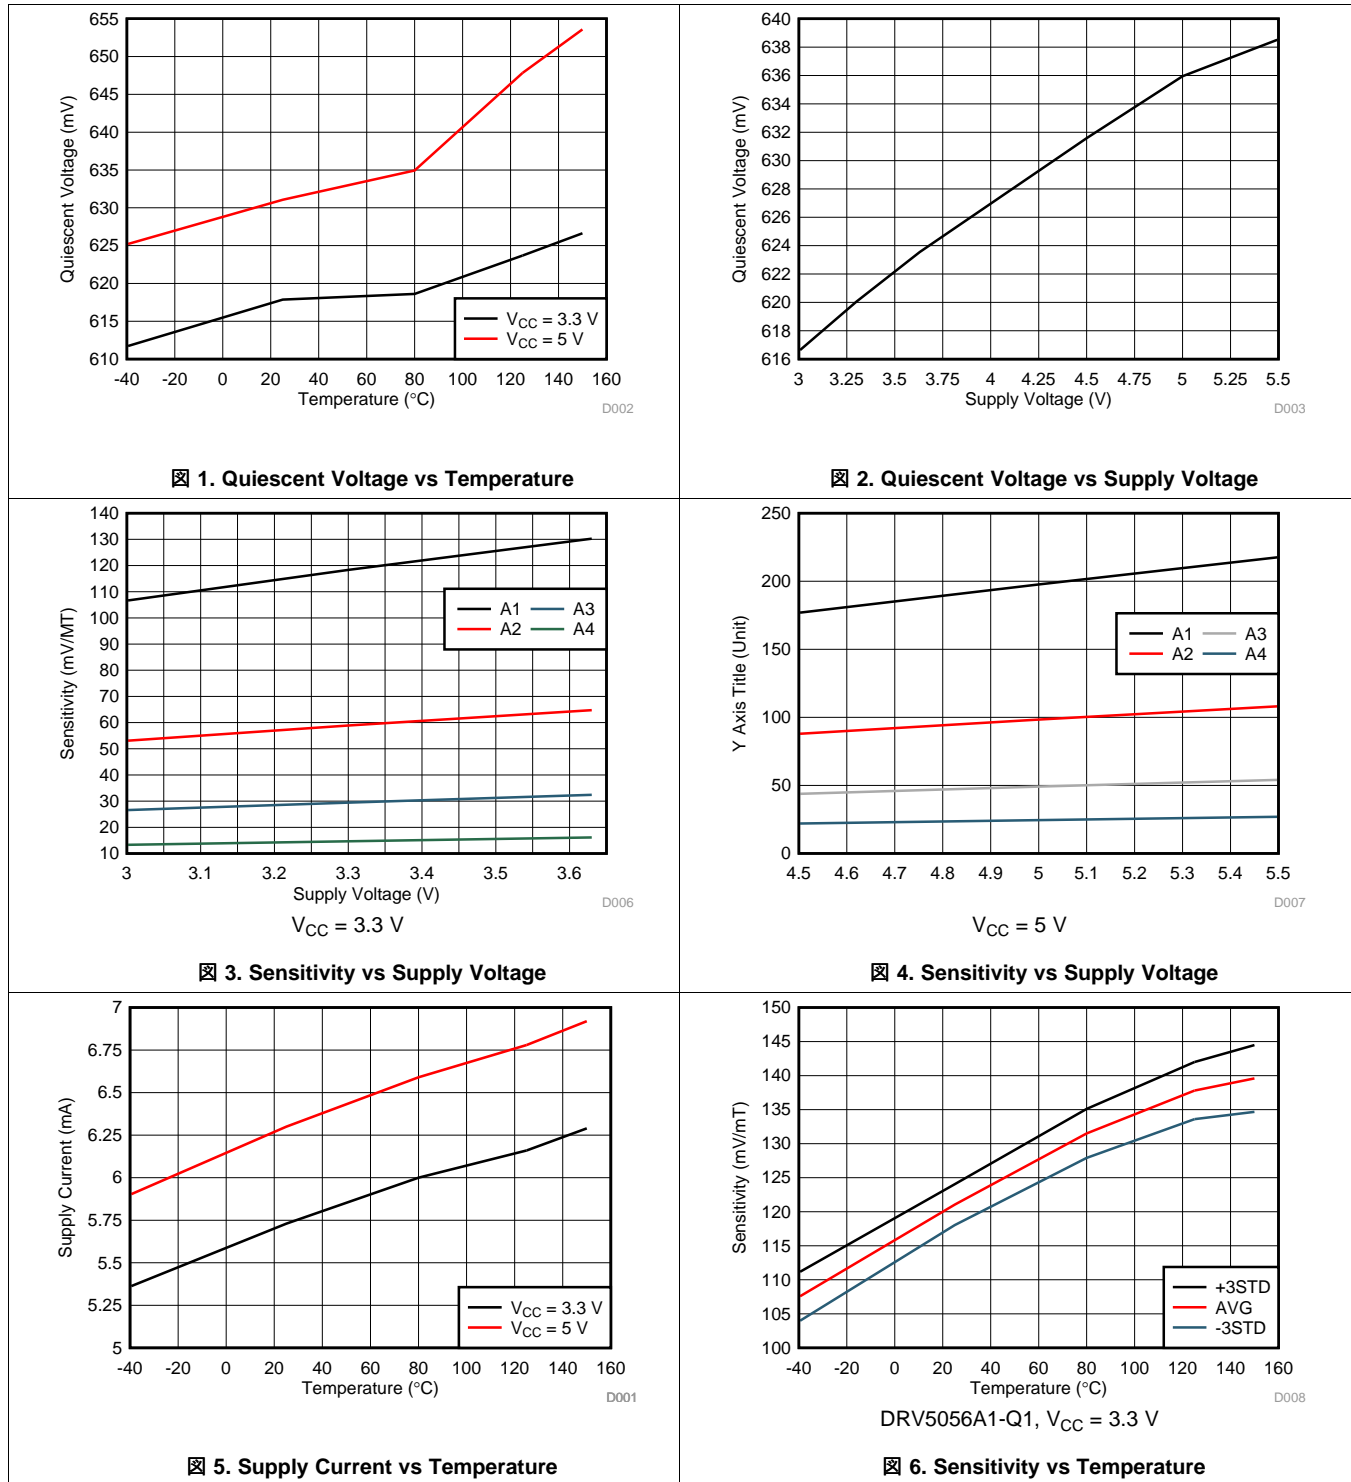 655
650
645
640
635
630
625
620
615
610
Quiescent Voltage (mV)
V_CC = 3.3 V
V_CC = 5 V
-40 -20 0 20 40 60 80 100 120 140 160
Temperature (°C)
D002
図 1. Quiescent Voltage vs Temperature
640
638
636
634
632
630
628
626
624
622
620
618
616
Quiescent Voltage (mV)
3 3.25 3.5 3.75 4 4.25 4.5 4.75 5 5.25 5.5
Supply Voltage (V)
D003
図 2. Quiescent Voltage vs Supply Voltage
140
130
120
110
100
90
80
70
60
50
40
30
20
10
Sensitivity (mV/MT)
A1 A3
A2 A4
3 3.1 3.2 3.3 3.4 3.5 3.6
Supply Voltage (V)
D006
V_CC = 3.3 V
図 3. Sensitivity vs Supply Voltage
250
200
150
100
50
0
Y Axis Title (Unit)
A1 A3
A2 A4
4.5 4.6 4.7 4.8 4.9 5 5.1 5.2 5.3 5.4 5.5
D007
V_CC = 5 V
図 4. Sensitivity vs Supply Voltage
7
6.75
6.5
6.25
6
5.75
5.5
5.25
5
Supply Current (mA)
V_CC = 3.3 V
V_CC = 5 V
-40 -20 0 20 40 60 80 100 120 140 160
Temperature (°C)
D001
図 5. Supply Current vs Temperature
150
145
140
135
130
125
120
115
110
105
100
Sensitivity (mV/mT)
+3STD
AVG
-3STD
-40 -20 0 20 40 60 80 100 120 140 160
Temperature (°C)
D008
DRV5056A1-Q1, V_CC = 3.3 V
図 6. Sensitivity vs Temperature